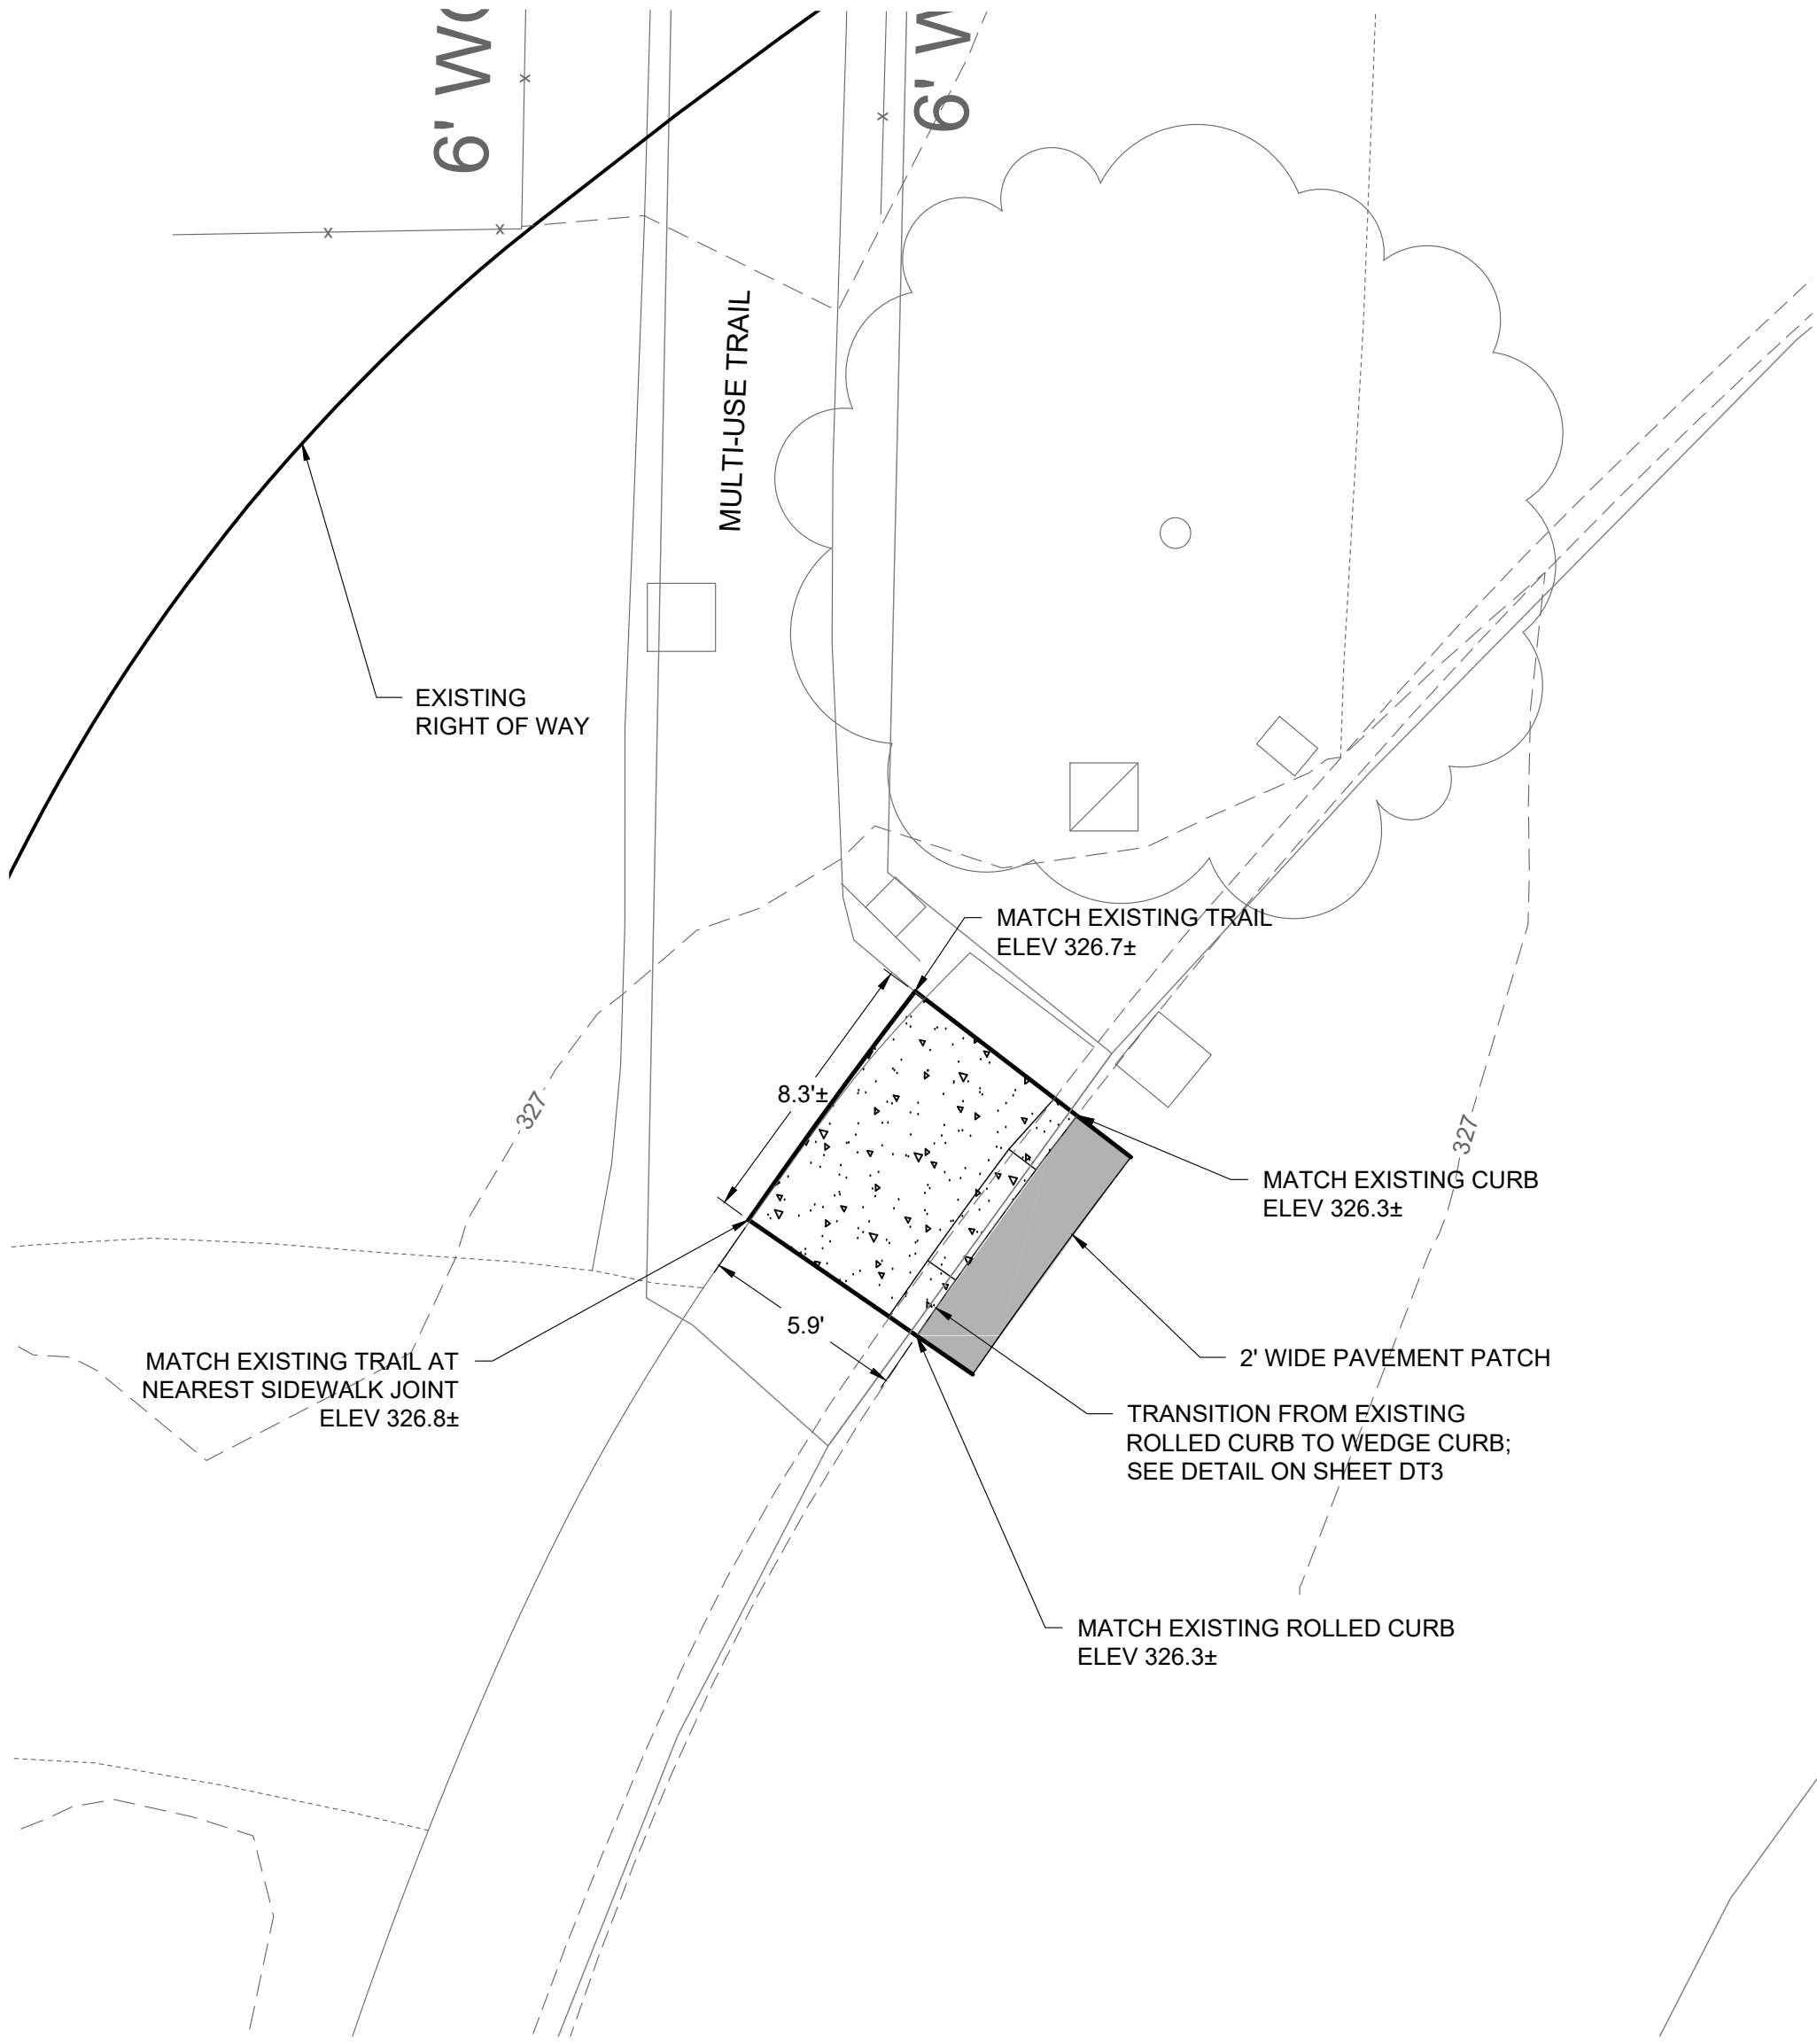 6' WO
6' W
MULTI-USE TRAIL
EXISTING
RIGHT OF WAY
MATCH EXISTING TRAIL
ELEV 326.7±
8.3'±
327
327
MATCH EXISTING CURB
ELEV 326.3±
5.9'
MATCH EXISTING TRAIL AT
NEAREST SIDEWALK JOINT
ELEV 326.8±
2' WIDE PAVEMENT PATCH
TRANSITION FROM EXISTING
ROLLED CURB TO WEDGE CURB;
SEE DETAIL ON SHEET DT3
MATCH EXISTING ROLLED CURB
ELEV 326.3±